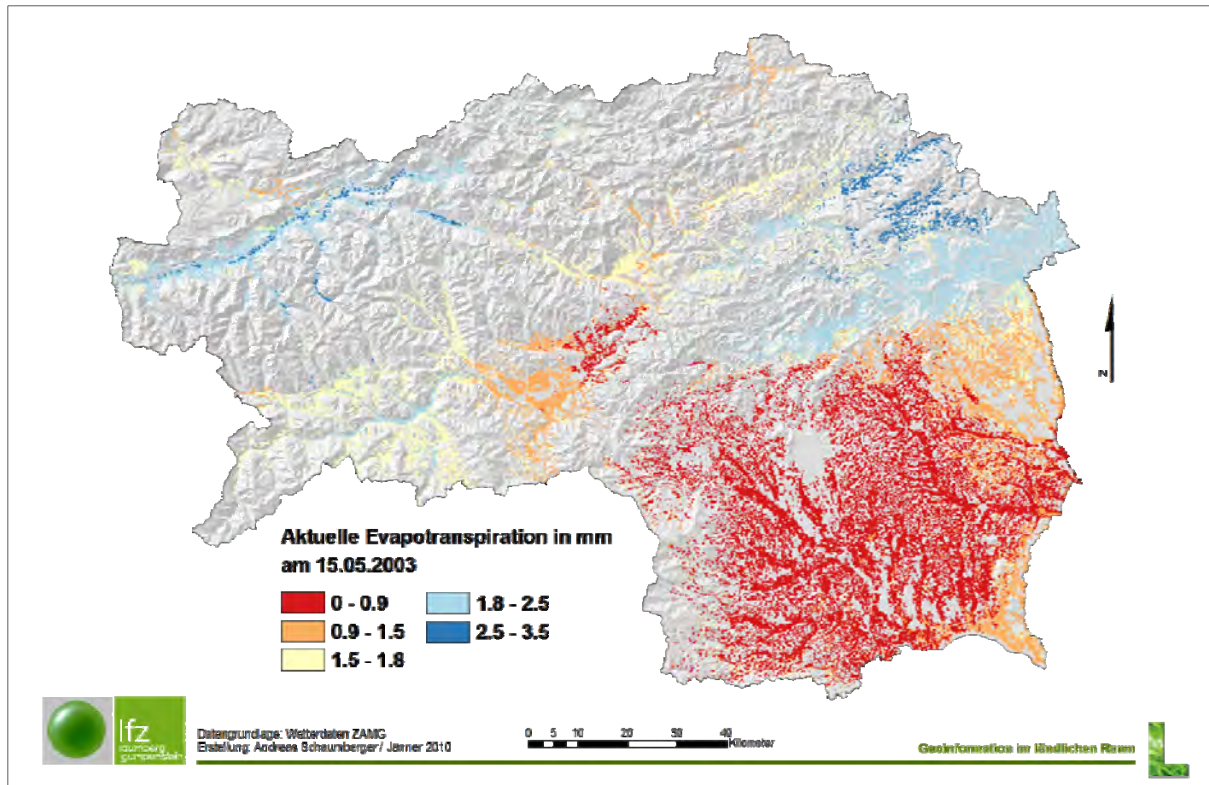 N
Aktuelle Evapotranspiration in mm
am 15.05.2003
0 - 0.9
1.8 - 2.5
0.9 - 1.5
2.5 - 3.5
1.5 - 1.8
lfz
raumberg
gumpenstein
Datengrundlage: Wetterdaten ZAMG
Erstellung: Andreas Schaumberger / Jänner 2010
0 5 10 20 30 40
Kilometer
Geoinformation im ländlichen Raum